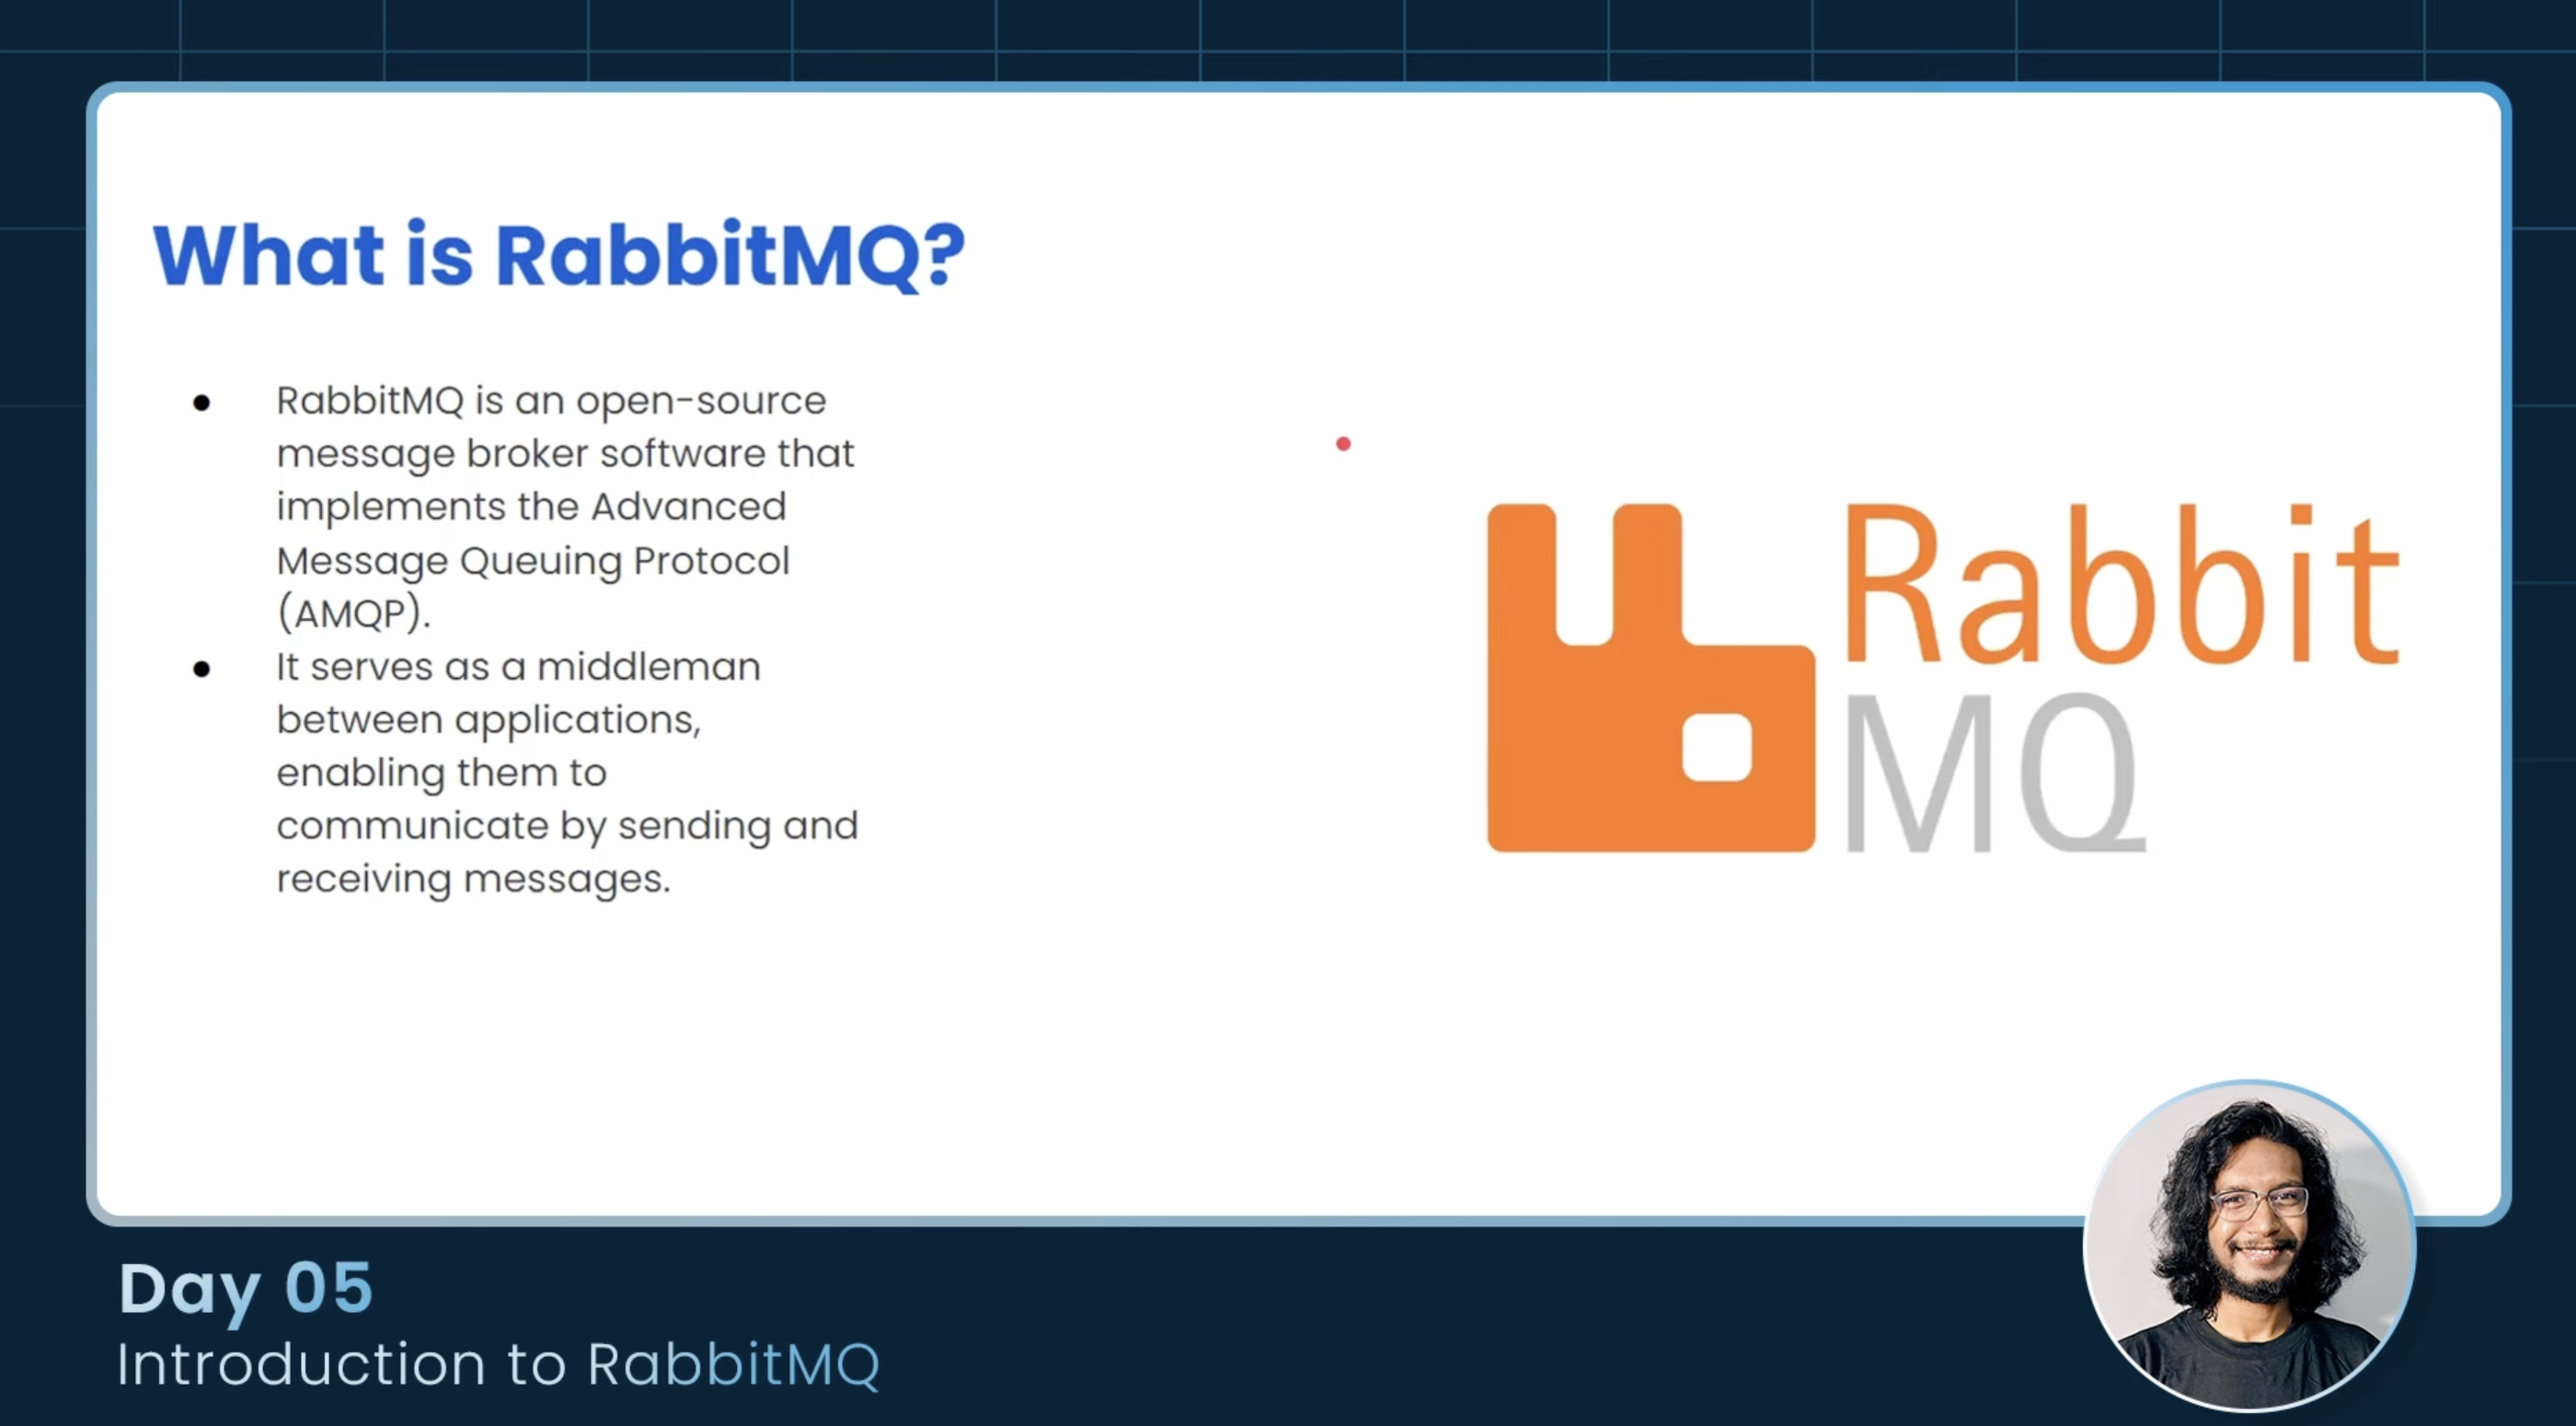 What is RabbitMQ?
● RabbitMQ is an open-source
message broker software that
implements the Advanced
Message Queuing Protocol
(AMQP).
● It serves as a middleman
between applications,
enabling them to
communicate by sending and
receiving messages.
Rabbit
MQ
Day 05
Introduction to RabbitMQ